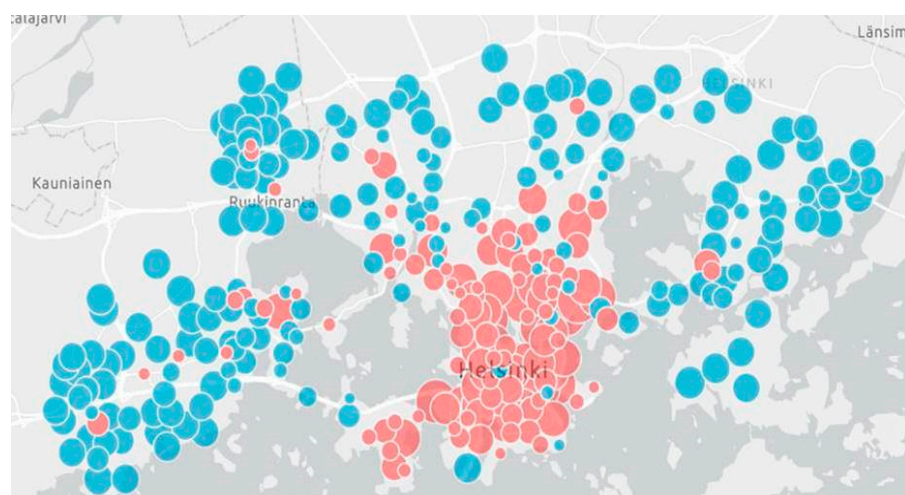 Länsim
HELSINKI
Kauniainen
Ruukinranta
Helsinki